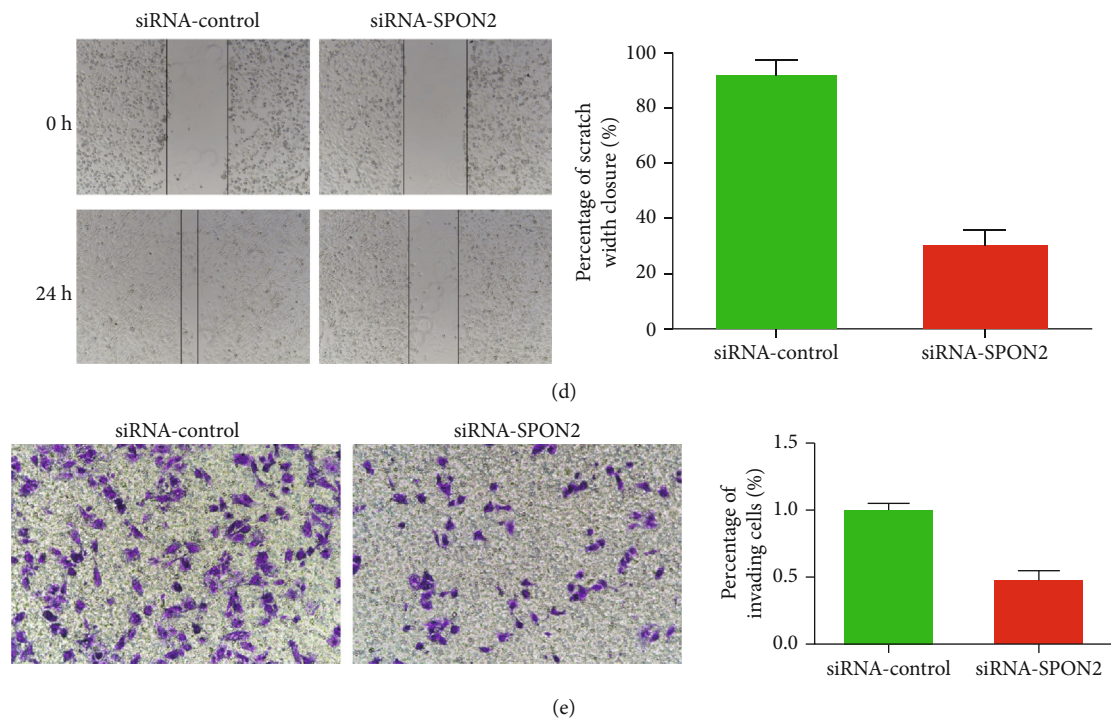 siRNA-control
siRNA-SPON2
0 h
24 h
Percentage of scratch
width closure (%)
100
80
60
40
20
0
siRNA-control
siRNA-SPON2
(d)
siRNA-control
siRNA-SPON2
Percentage of
invading cells (%)
1.5
1.0
0.5
0.0
siRNA-control
siRNA-SPON2
(e)